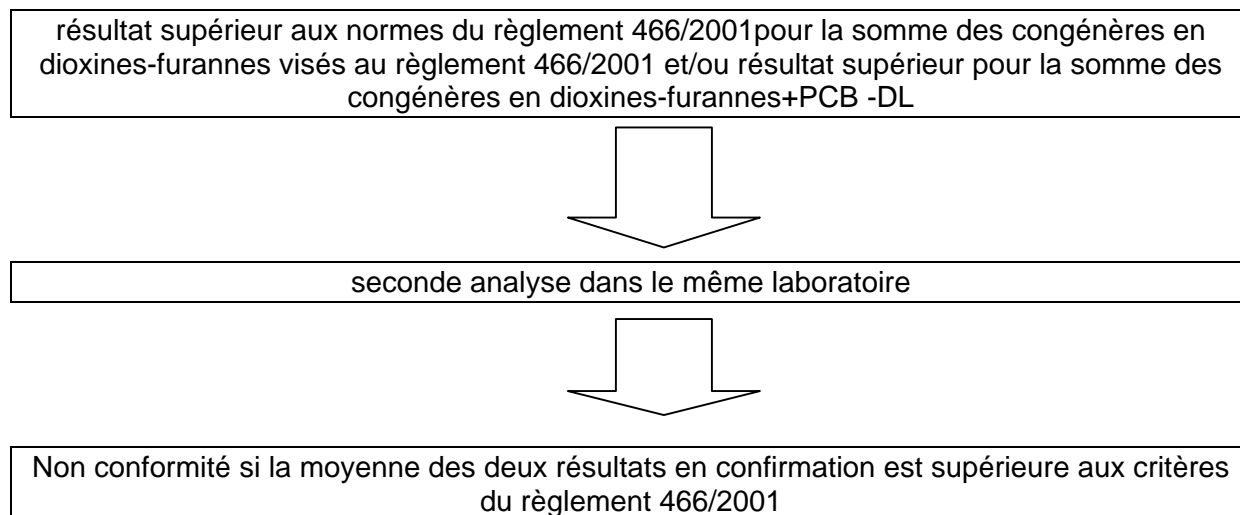 résultat supérieur aux normes du règlement 466/2001pour la somme des congénères en
dioxines-furannes visés au règlement 466/2001 et/ou résultat supérieur pour la somme des
congénères en dioxines-furannes+PCB -DL
seconde analyse dans le même laboratoire
Non conformité si la moyenne des deux résultats en confirmation est supérieure aux critères
du règlement 466/2001